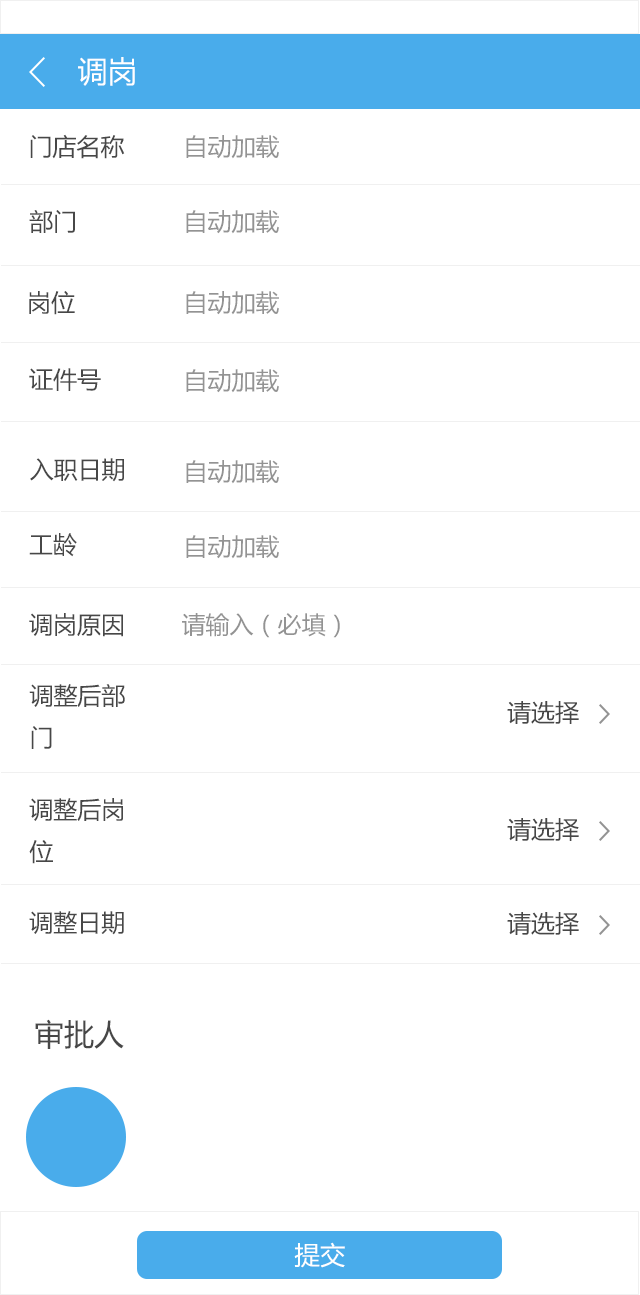 调岗
门店名称 自动加载
部门 自动加载
岗位 自动加载
证件号 自动加载
入职日期 自动加载
工龄 自动加载
调岗原因 请输入（必填）
调整后部
门
请选择
调整后岗
位
请选择
调整日期 请选择
审批人
提交